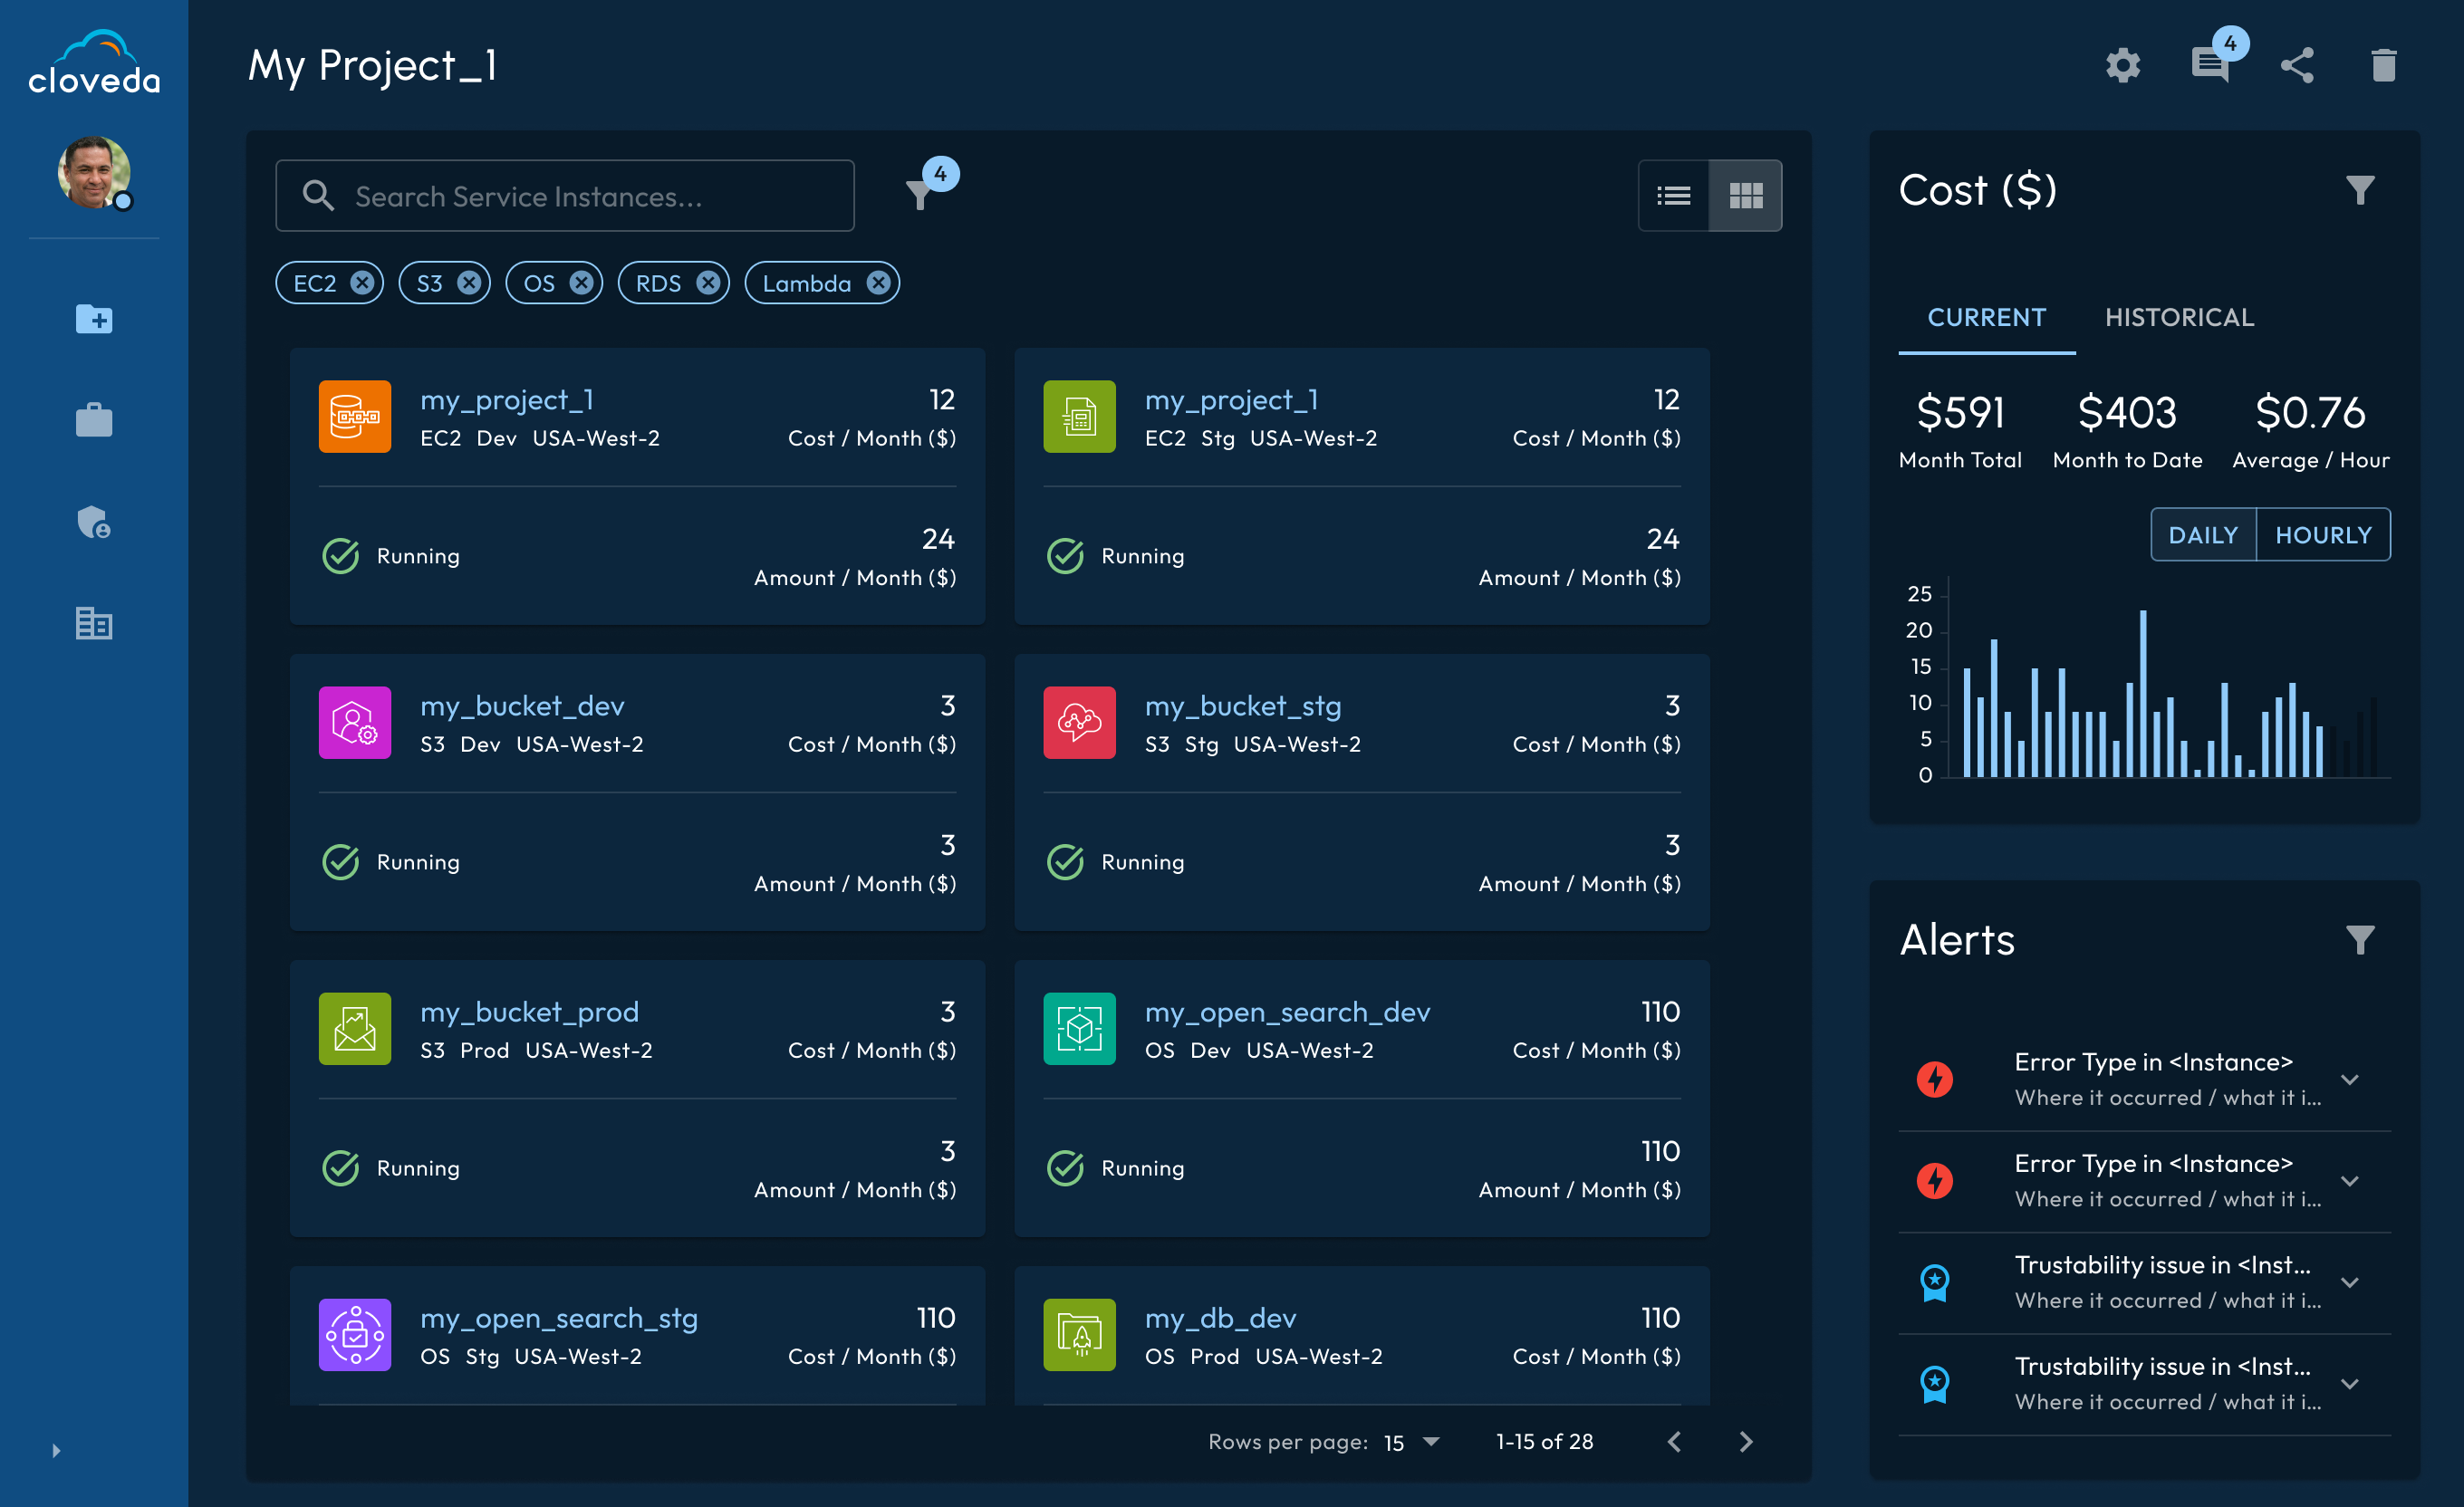 cloveda
My Project_1
4
Search Service Instances...
4
EC2 S3 OS RDS Lambda
my_project_1 12
EC2 Dev USA-West-2 Cost / Month ($)
Running 24
Amount / Month ($)
my_project_1 12
EC2 Stg USA-West-2 Cost / Month ($)
Running 24
Amount / Month ($)
my_bucket_dev 3
S3 Dev USA-West-2 Cost / Month ($)
Running 3
Amount / Month ($)
my_bucket_stg 3
S3 Stg USA-West-2 Cost / Month ($)
Running 3
Amount / Month ($)
my_bucket_prod 3
S3 Prod USA-West-2 Cost / Month ($)
Running 3
Amount / Month ($)
my_open_search_dev 110
OS Dev USA-West-2 Cost / Month ($)
Running 110
Amount / Month ($)
my_open_search_stg 110
OS Stg USA-West-2 Cost / Month ($)
my_db_dev 110
OS Prod USA-West-2 Cost / Month ($)
Rows per page: 15 1-15 of 28
Cost ($)
CURRENT HISTORICAL
$591 $403 $0.76
Month Total Month to Date Average / Hour
DAILY HOURLY
25
20
15
10
5
0
Alerts
Error Type in <Instance>
Where it occurred / what it i...
Error Type in <Instance>
Where it occurred / what it i...
Trustability issue in <Inst...
Where it occurred / what it i...
Trustability issue in <Inst...
Where it occurred / what it i...